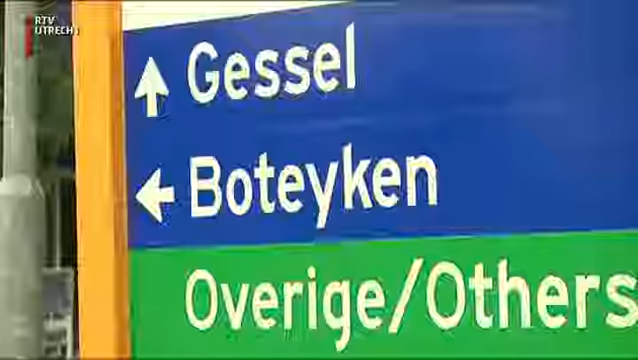 RTV
UTRECHT
Gessel
Boteyken
Overige/Others